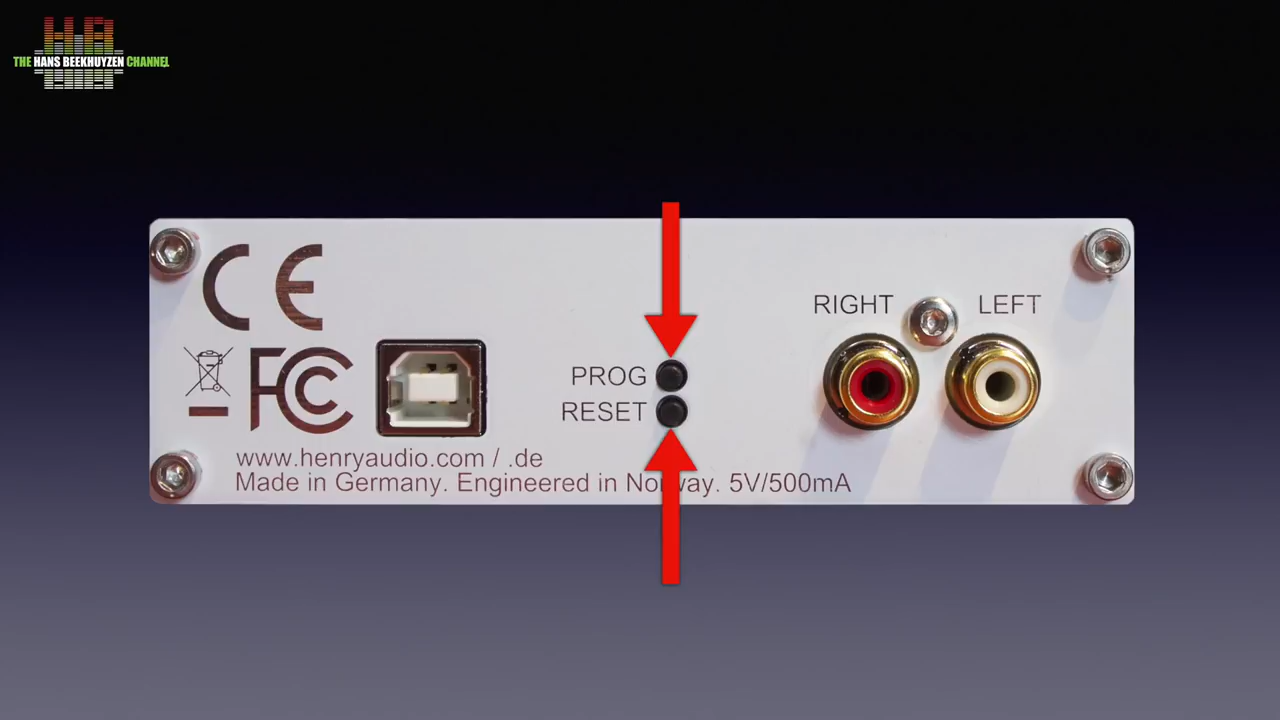 THE HANS BEEKHUYZEN CHANNEL
CE
FC
RIGHT LEFT
PROG
RESET
www.henryaudio.com / .de
Made in Germany. Engineered in Norway. 5V/500mA